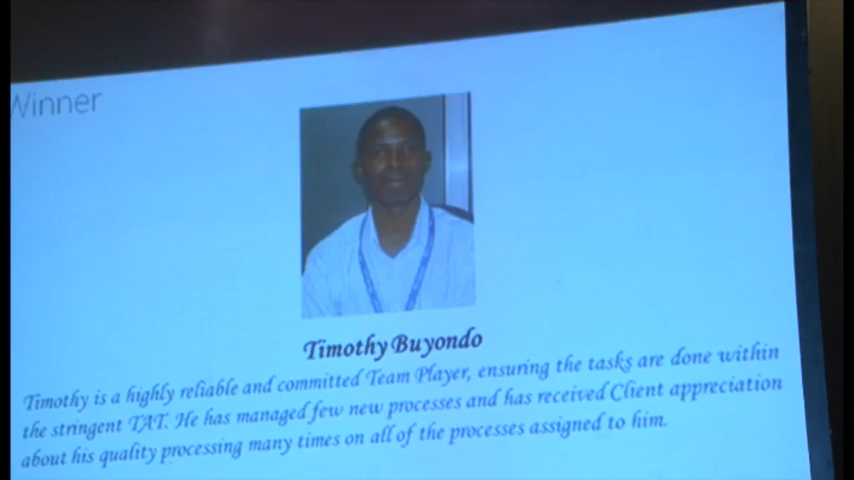 Winner
Timothy Buyondo
Timothy is a highly reliable and committed Team Player, ensuring the tasks are done within
the stringent TAT. He has managed few new processes and has received Client appreciation
about his quality processing many times on all of the processes assigned to him.